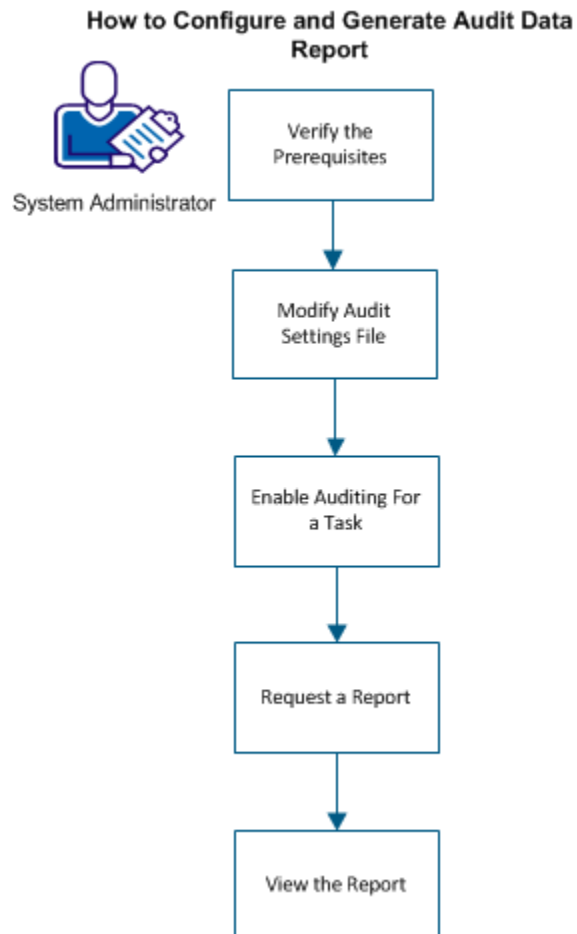 How to Configure and Generate Audit Data
Report
System Administrator
Verify the
Prerequisites
Modify Audit
Settings File
Enable Auditing For
a Task
Request a Report
View the Report